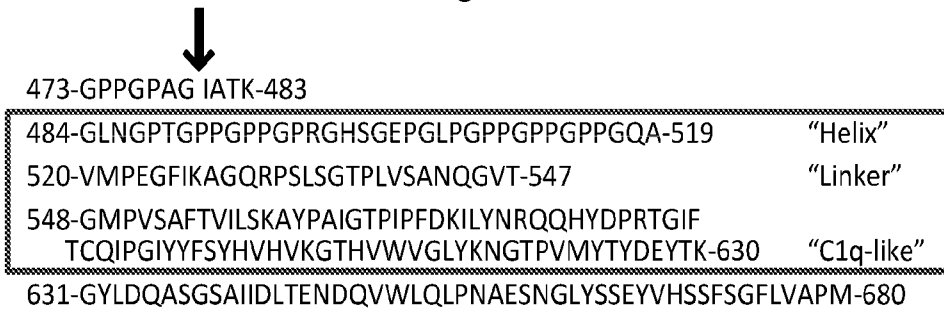 473-GPPGPAG IATK-483
484-GLNGPTGPPGPPGPRGHSGEPGLPGPPGPPGPPGQA-519 "Helix"
520-VMPEGFIKAGQRPSLSGTPLVSANQGVT-547 "Linker"
548-GMPVSAFTVILSKAYPAIGTPIPFDKILYNRQQHYDPRTGIF
TCQIPGIYYFSYHVHVKGTHVWVGLYKNGTPVMYTYDEYTK-630 "C1q-like"
631-GYLDQASGSAIIDLTENDQVWLQLPNAESNGLYSSEYVHSSFSGFLVAPM-680